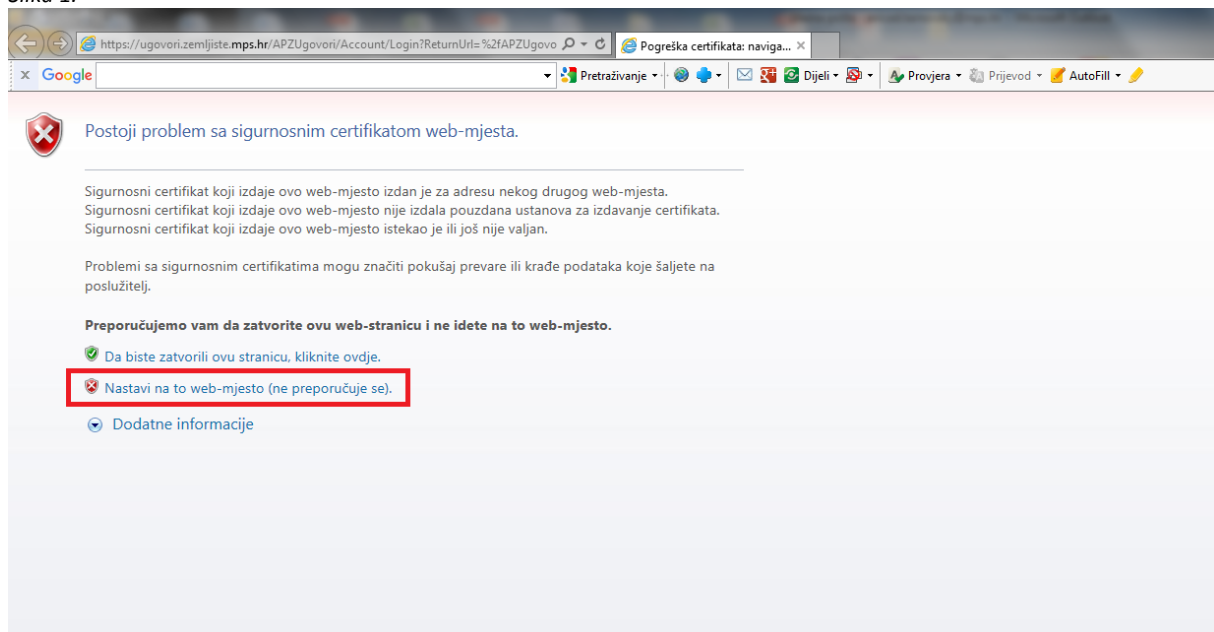 Slika 1.
https://ugovori.zemljiste.mps.hr/APZUgovori/Account/Login?ReturnUrl=%2fAPZUgovo
Pogreška certifikata: naviga...
x Google Pretraživanje Dijeli Provjera Prijevod AutoFill
Postoji problem sa sigurnosnim certifikatom web-mjesta.
Sigurnosni certifikat koji izdaje ovo web-mjesto izdan je za adresu nekog drugog web-mjesta.
Sigurnosni certifikat koji izdaje ovo web-mjesto nije izdala pouzdana ustanova za izdavanje certifikata.
Sigurnosni certifikat koji izdaje ovo web-mjesto istekao je ili još nije valjan.
Problemi sa sigurnosnim certifikatima mogu značiti pokušaj prevare ili krađe podataka koje šaljete na
poslužitelj.
Preporučujemo vam da zatvorite ovu web-stranicu i ne idete na to web-mjesto.
Da biste zatvorili ovu stranicu, kliknite ovdje.
Nastavi na to web-mjesto (ne preporučuje se).
Dodatne informacije